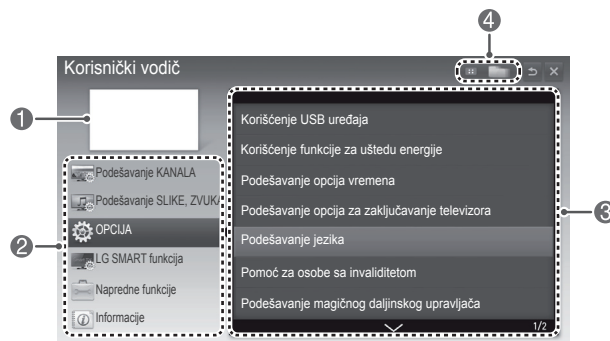 4
Korisnički vodič
1
Podešavanje KANALA
Podešavanje SLIKE, ZVUKA
OPCIJA
LG SMART funkcija
Napredne funkcije
Informacije
2
Korišćenje USB uređaja
Korišćenje funkcije za uštedu energije
Podešavanje opcija vremena
Podešavanje opcija za zaključavanje televizora
Podešavanje jezika
Pomoć za osobe sa invaliditetom
Podešavanje magičnog daljinskog upravljača
1/2
3